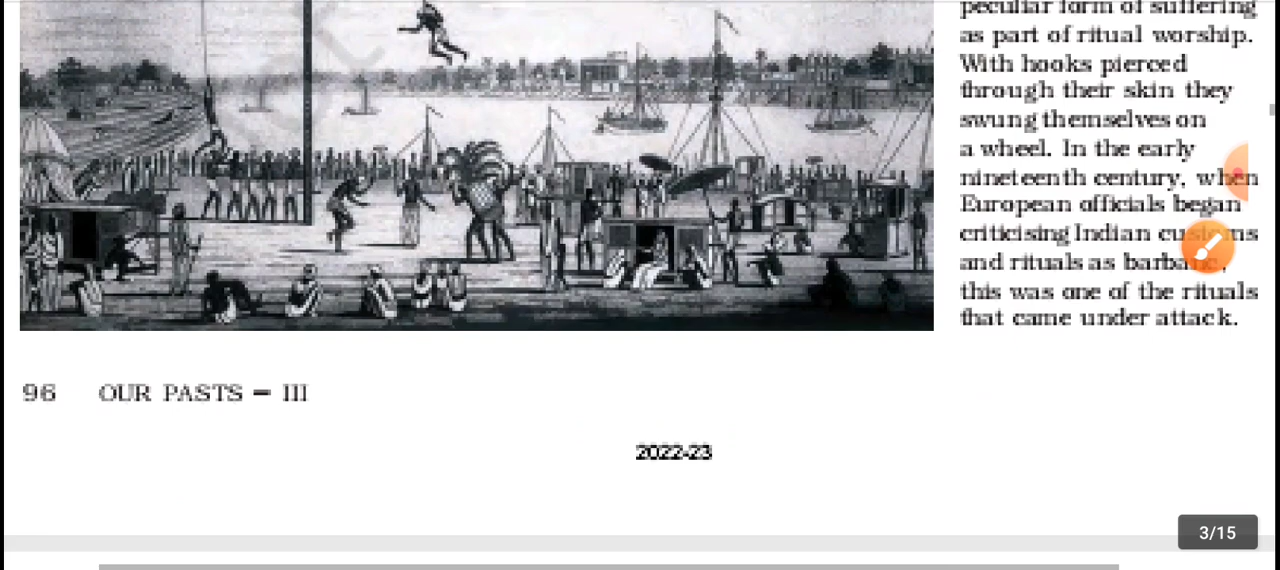 peculiar form of suffering
as part of ritual worship.
With hooks pierced
through their skin they
swung themselves on
a wheel. In the early
nineteenth century, when
European officials began
criticising Indian customs
and rituals as barbaric,
this was one of the rituals
that came under attack.
96 OUR PASTS – III
2022-23
3/15